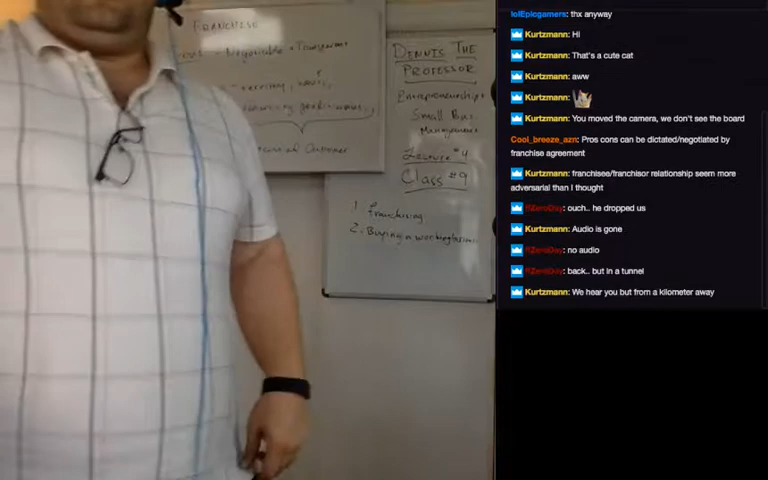 FRANCHISE
Negotiable + Transparent
DENNIS THE
PROFESSOR
Entrepreneurship +
Small Bus.
Management
Lecture #4
Class #9
1. Franchising
2. Buying a working business
of Customer
lolEpicgamers: thx anyway
Kurtzmann: Hi
Kurtzmann: That's a cute cat
Kurtzmann: aww
Kurtzmann:
Kurtzmann: You moved the camera, we don't see the board
Cool_breeze_azn: Pros cons can be dictated/negotiated by
franchise agreement
Kurtzmann: franchisee/franchisor relationship seem more
adversarial than I thought
ouch.. he dropped us
Kurtzmann: Audio is gone
no audio
back.. but in a tunnel
Kurtzmann: We hear you but from a kilometer away